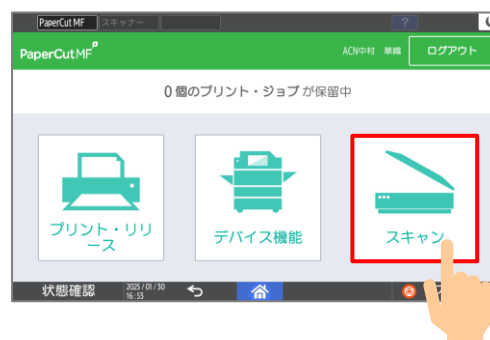 PaperCut MF スキャナー ?
PaperCut MF ACN中村 華織 ログアウト
0 個のプリント・ジョブ が保留中
プリント・リリ
ース
デバイス機能
スキャン
状態確認 2025/01/30
16:53